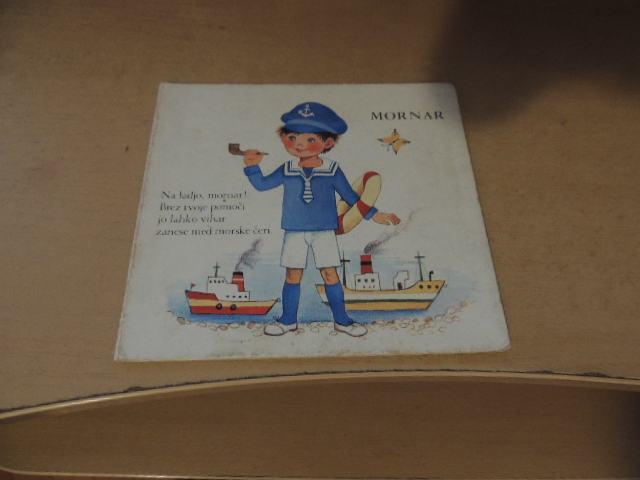 MORNAR
Na ladjo, mornar!
Brez tvoje pomoči
jo lahko vihar
zanese med morske čeri